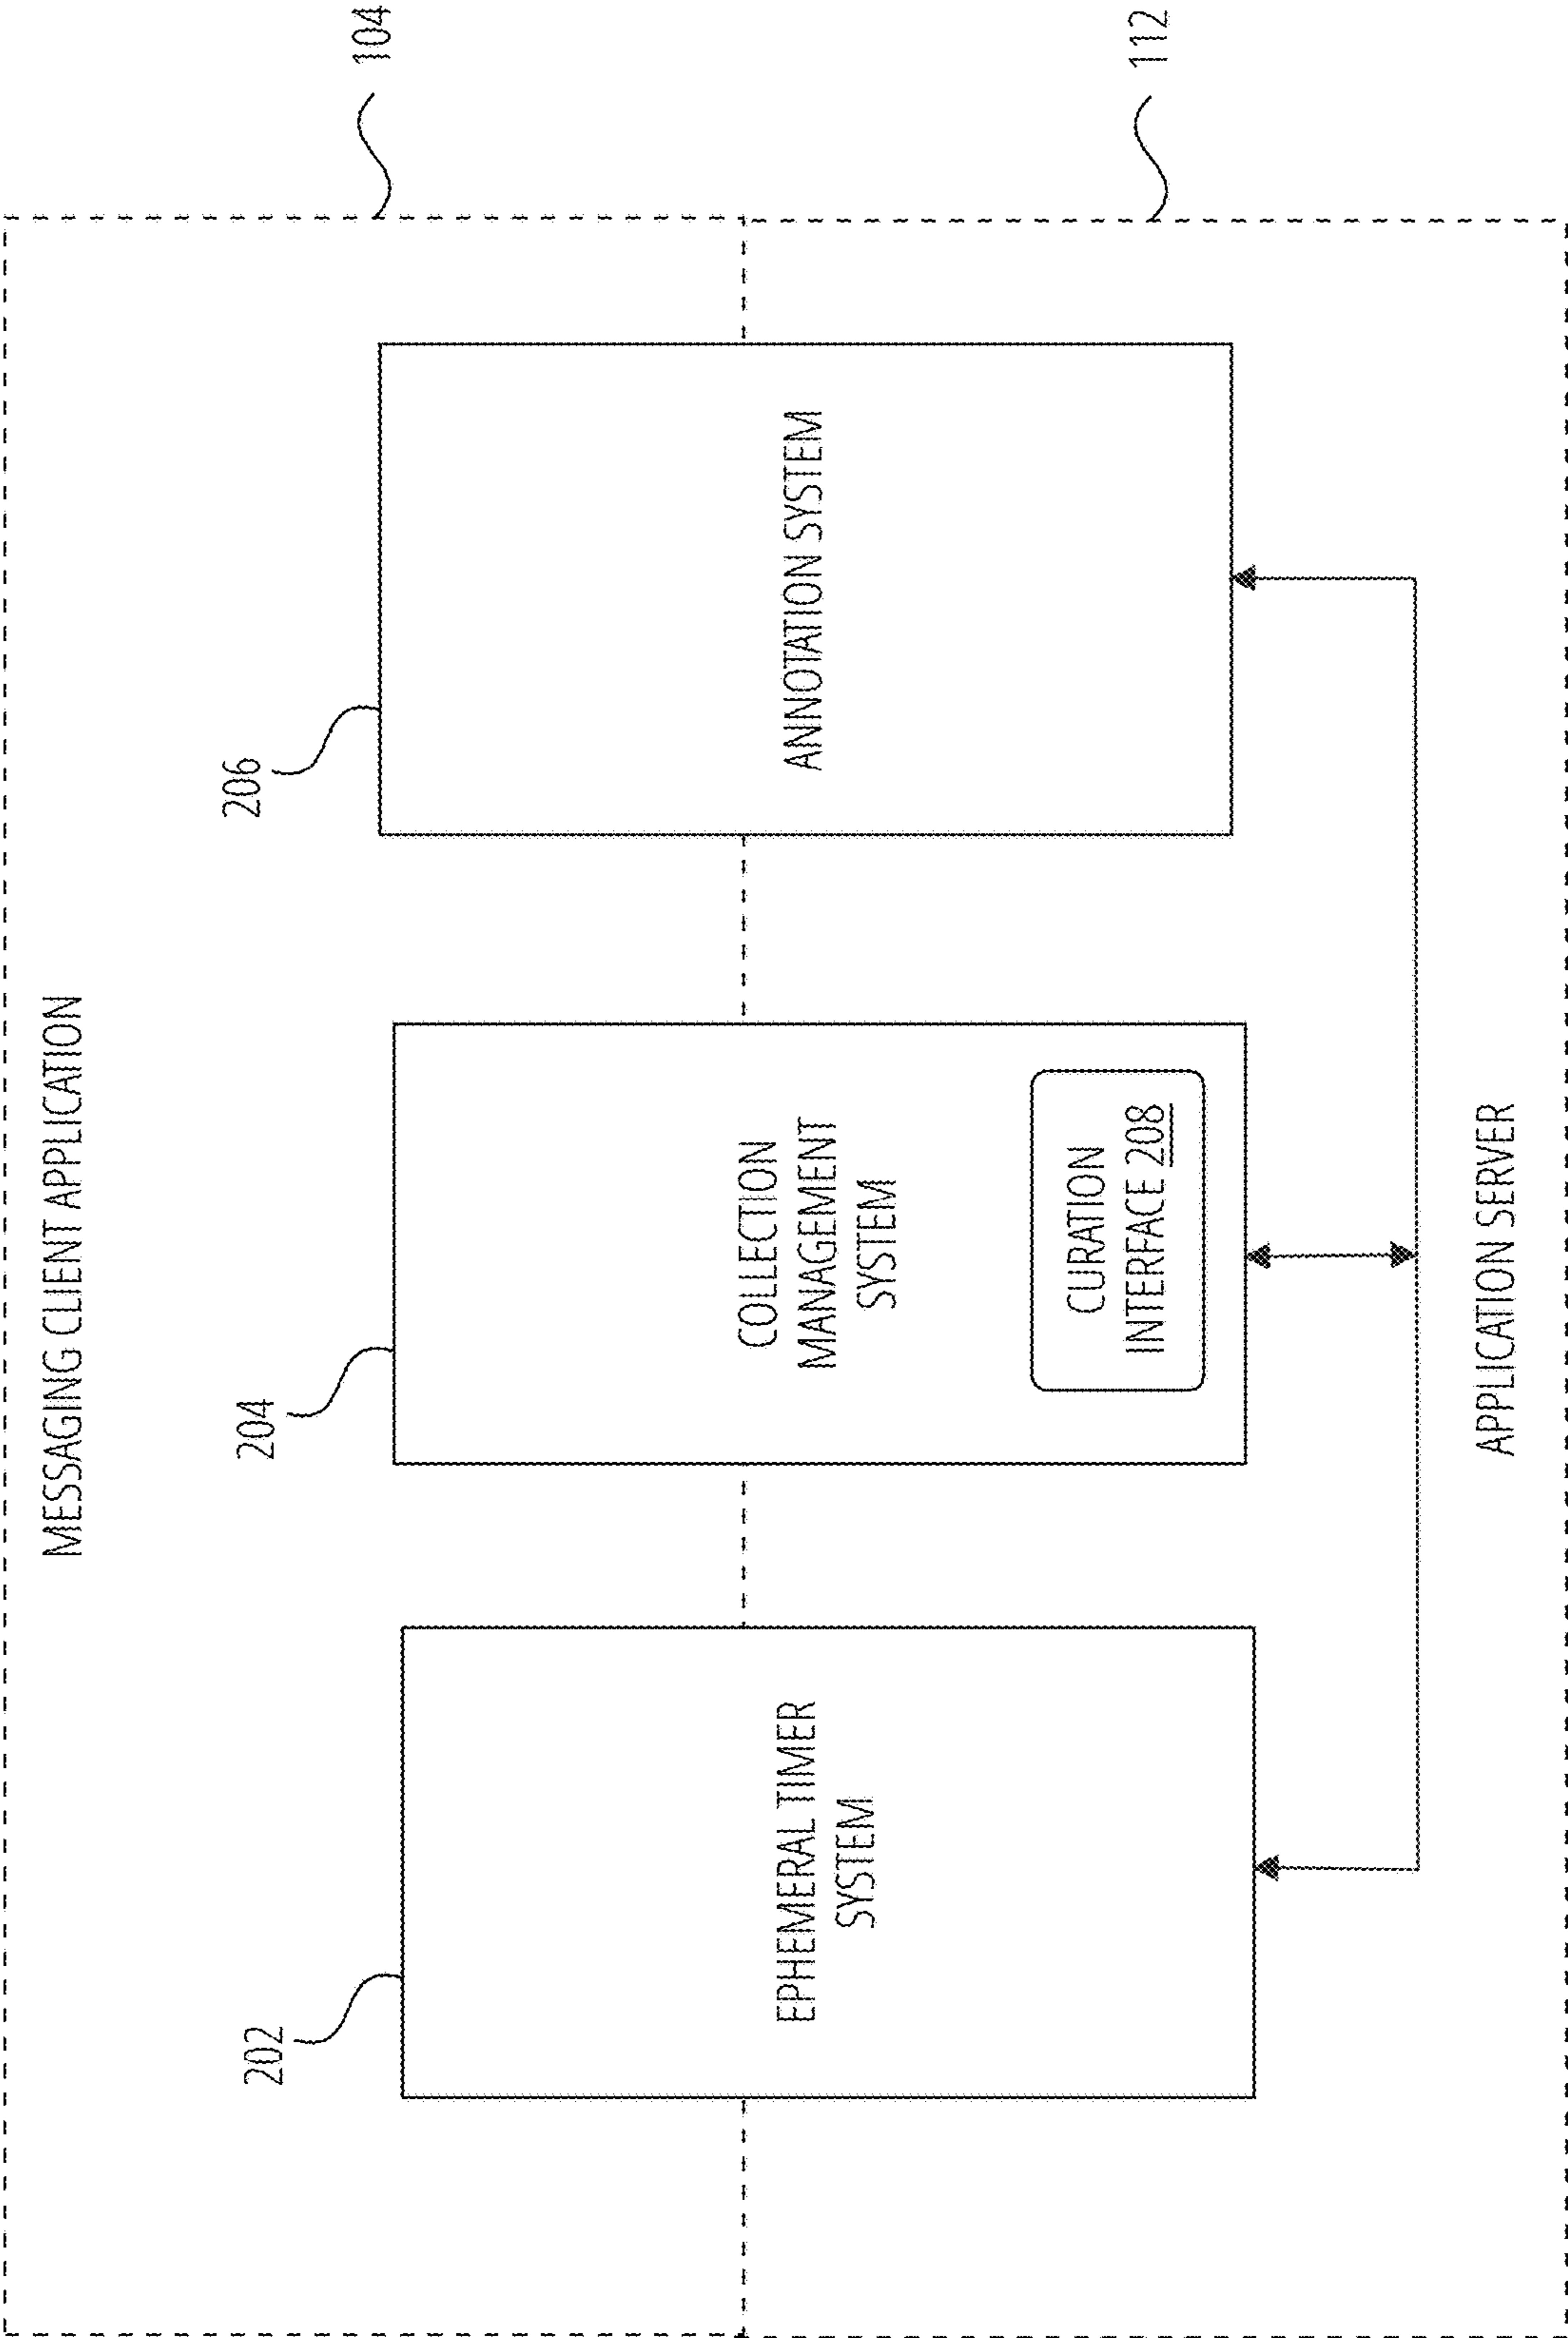 MESSAGING CLIENT APPLICATION
104
202
204
206
EPHEMERAL TIMER
SYSTEM
COLLECTION
MANAGEMENT
SYSTEM
ANNOTATION SYSTEM
CURATION
INTERFACE 208
112
APPLICATION SERVER